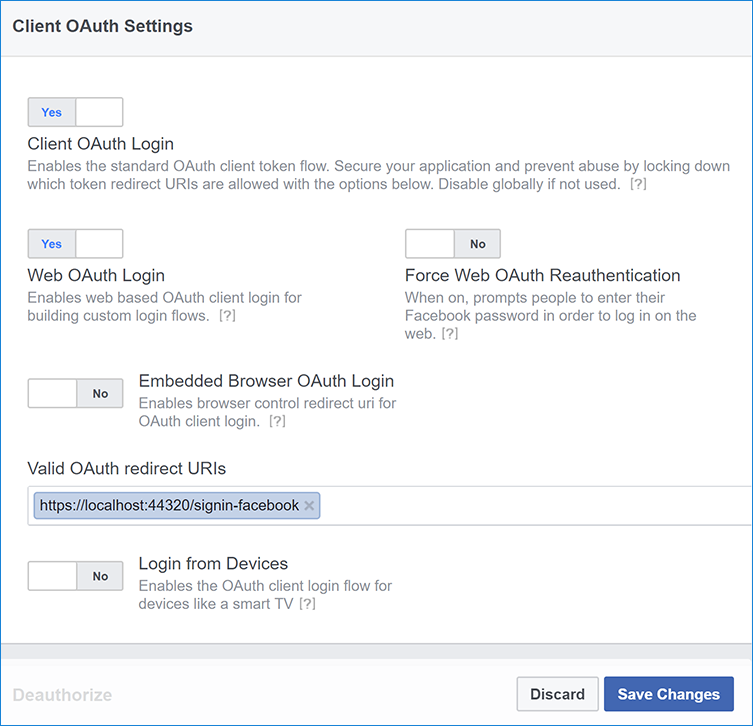 Client OAuth Settings
Yes
Client OAuth Login
Enables the standard OAuth client token flow. Secure your application and prevent abuse by locking down
which token redirect URIs are allowed with the options below. Disable globally if not used. [?]
Yes
Web OAuth Login
Enables web based OAuth client login for
building custom login flows. [?]
No
Force Web OAuth Reauthentication
When on, prompts people to enter their
Facebook password in order to log in on the
web. [?]
No
Embedded Browser OAuth Login
Enables browser control redirect uri for
OAuth client login. [?]
Valid OAuth redirect URIs
https://localhost:44320/signin-facebook ×
No
Login from Devices
Enables the OAuth client login flow for
devices like a smart TV [?]
Deauthorize
Discard
Save Changes